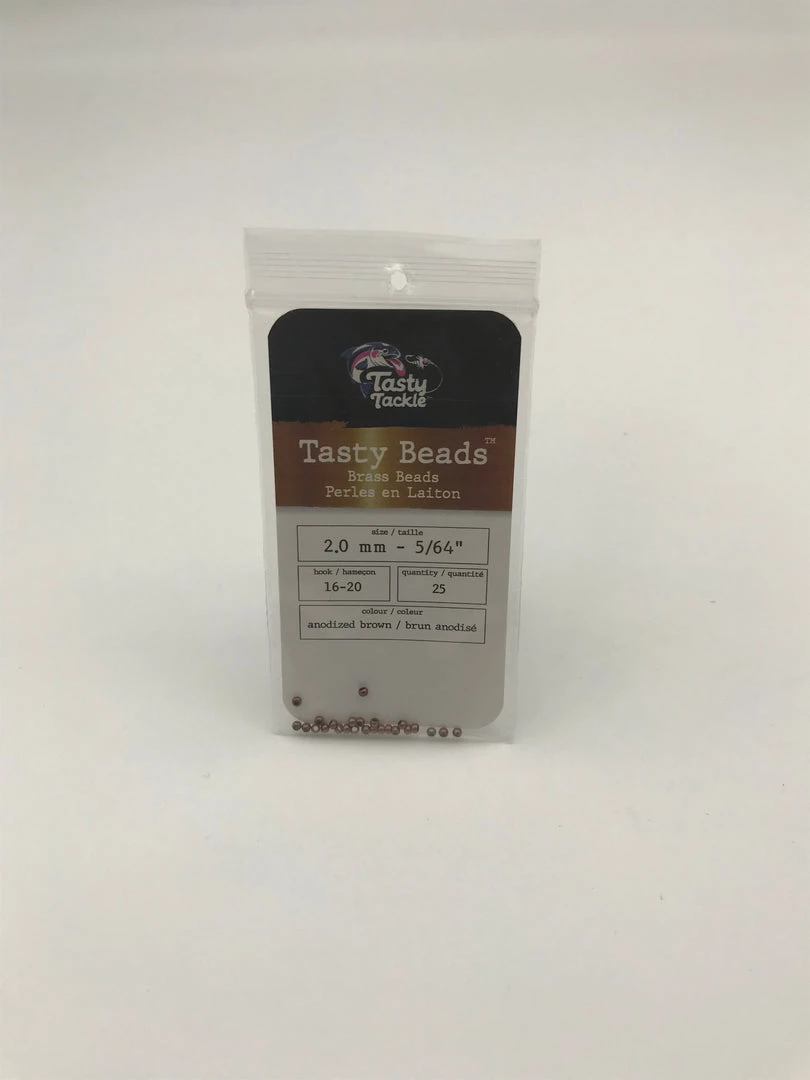 Tasty
Tackle
Tasty Beads™
Brass Beads
Perles en Laiton
size / taille
2.0 mm - 5/64"
hook / hameçon
16-20
quantity / quantité
25
colour / coleur
anodized brown / brun anodisé